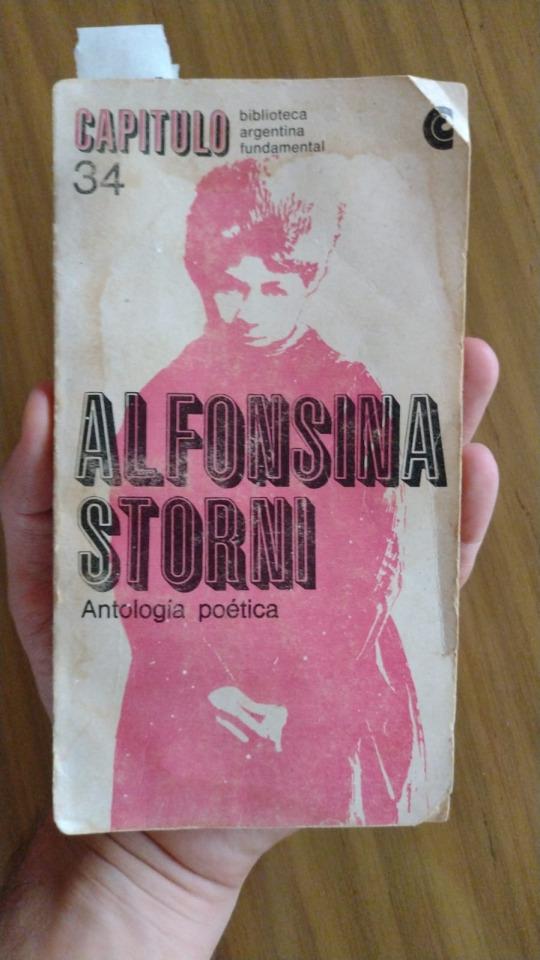 CAPITULO
biblioteca
argentina
fundamental
34
ALFONSINA
STORNI
Antología poética